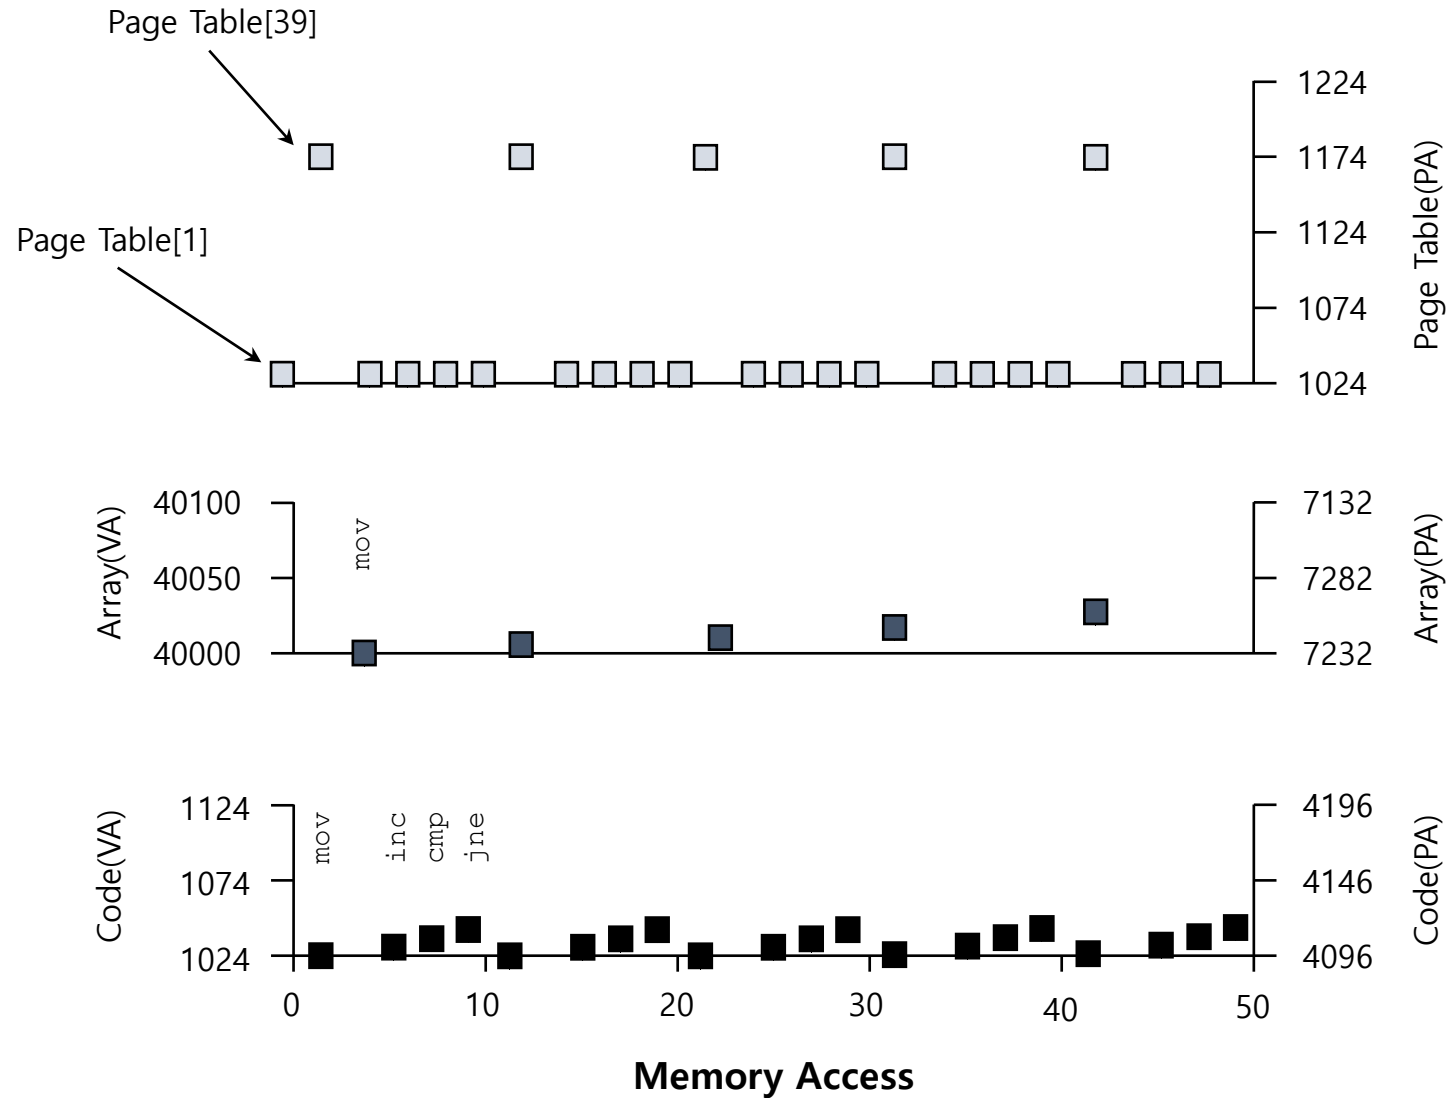 Page Table[39]
1224
1174
1124
1074
1024
Page Table(PA)
Page Table[1]
Array(VA)
40100
40050
40000
mov
7132
7282
7232
Array(PA)
Code(VA)
1124
1074
1024
mov
inc
cmp
jne
4196
4146
4096
Code(PA)
0 10 20 30 40 50
Memory Access